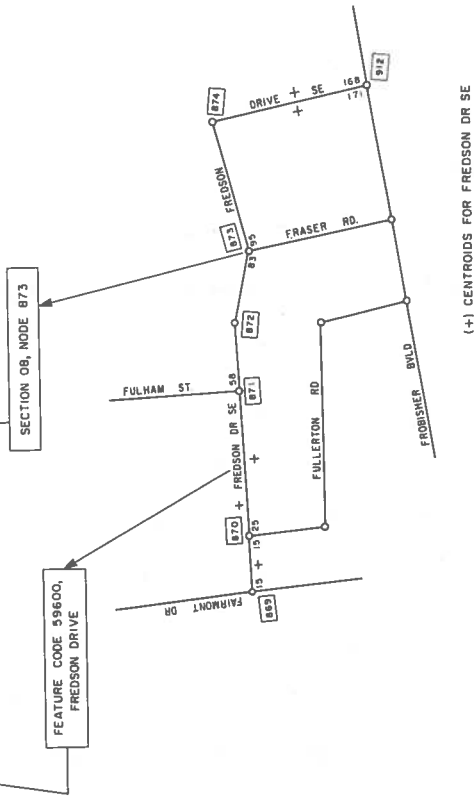 SECTION 08, NODE 873
FEATURE CODE 59600,
FREDSON DRIVE
874
DRIVE
SE
168
171
912
FREDSON
873
83
95
FRASER RD.
872
FULHAM ST
58
871
FREDSON DR SE
FULLERTON RD
FROBISHER BVLD
870
15
25
15
869
FAIRMONT DR
(+) CENTROIDS FOR FREDSON DR SE